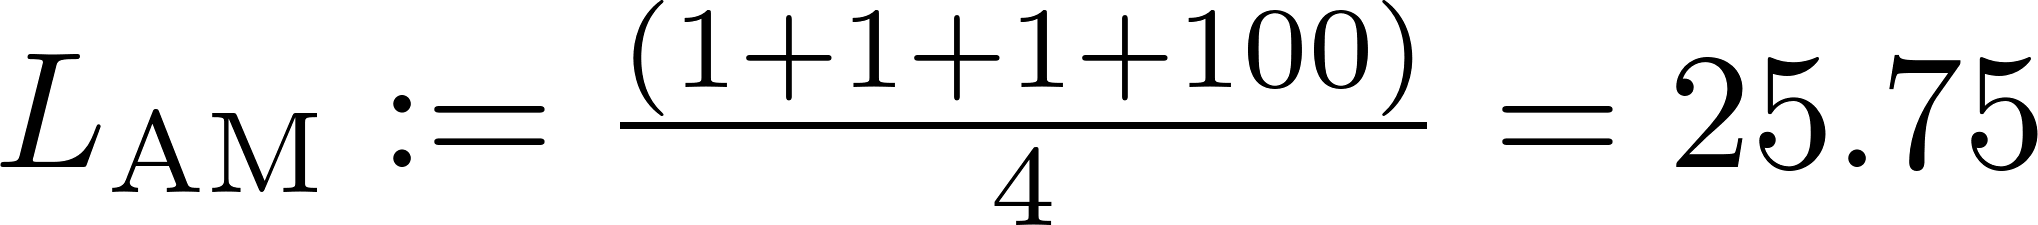 L_AM := (1+1+1+100)/4 = 25.75